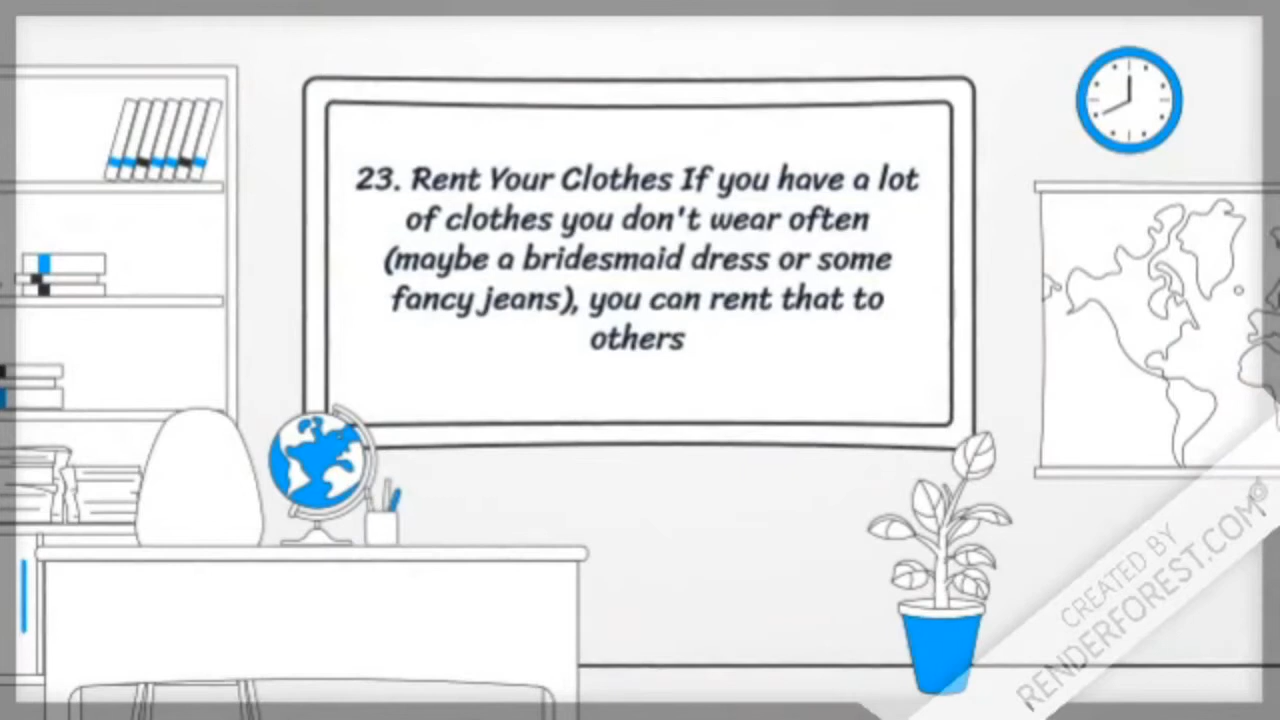 23. Rent Your Clothes If you have a lot
of clothes you don't wear often
(maybe a bridesmaid dress or some
fancy jeans), you can rent that to
others
CREATED BY
RENDERFOREST.COM